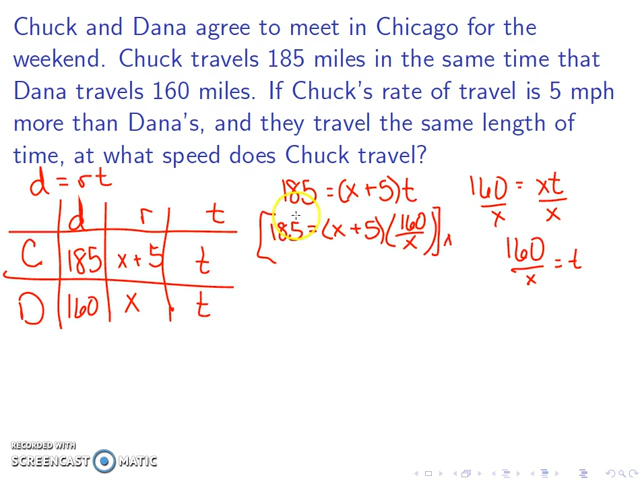 Chuck and Dana agree to meet in Chicago for the
weekend. Chuck travels 185 miles in the same time that
Dana travels 160 miles. If Chuck's rate of travel is 5 mph
more than Dana's, and they travel the same length of
time, at what speed does Chuck travel?
d = rt
d r t
C 185 x+5 t
D 160 x · t
185 = (x+5)t
[185 = (x+5)(160/x)]
160/x = xt/x
160/x = t
RECORDED WITH
SCREENCAST MATIC